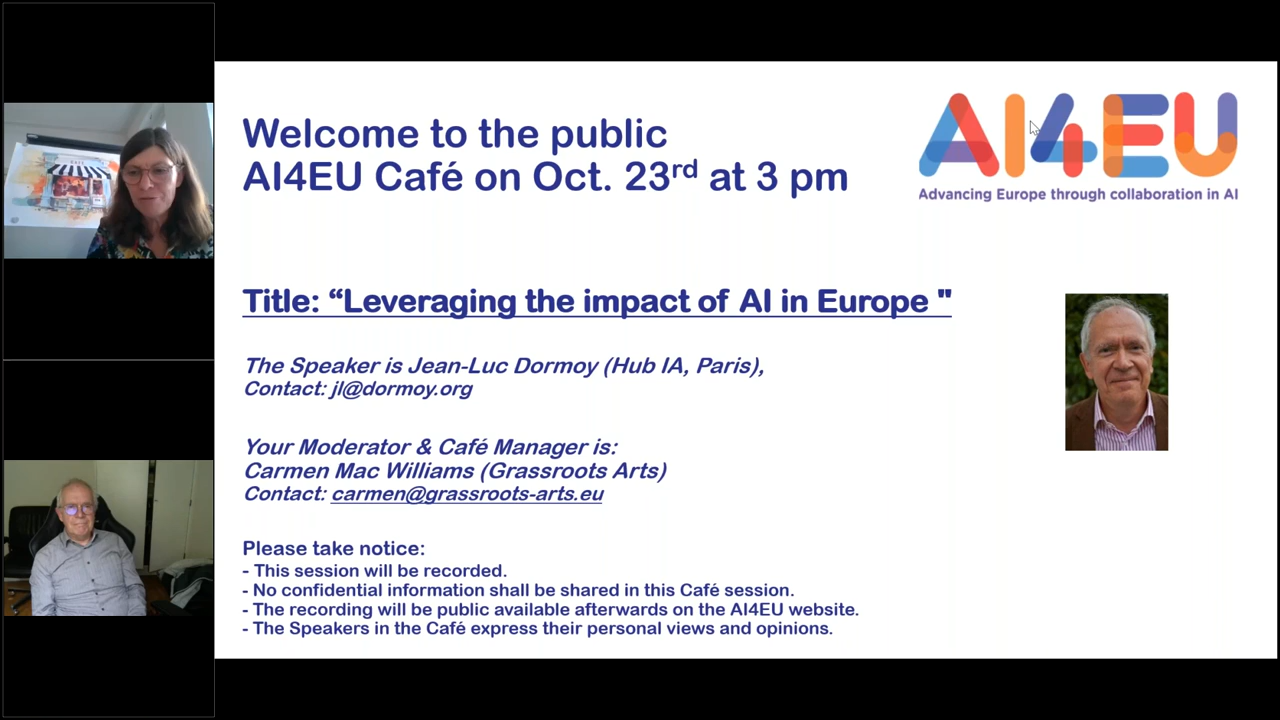 Welcome to the public
AI4EU Café on Oct. 23rd at 3 pm
AI4EU
Advancing Europe through collaboration in AI
Title: “Leveraging the impact of AI in Europe "
The Speaker is Jean-Luc Dormoy (Hub IA, Paris),
Contact: jl@dormoy.org
Your Moderator & Café Manager is:
Carmen Mac Williams (Grassroots Arts)
Contact: carmen@grassroots-arts.eu
Please take notice:
- This session will be recorded.
- No confidential information shall be shared in this Café session.
- The recording will be public available afterwards on the AI4EU website.
- The Speakers in the Café express their personal views and opinions.
CAFE